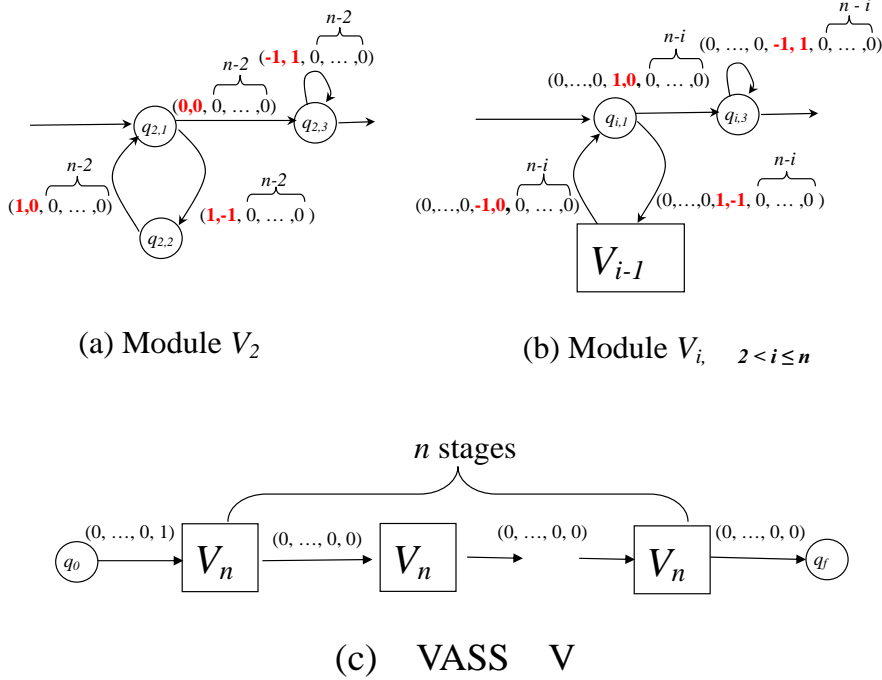 n-2
(-1, 1, 0, … ,0)
n-2
(0,0, 0, … ,0)
q2,1
q2,3
n-2
(1,0, 0, … ,0)
n-2
(1,-1, 0, … ,0 )
q2,2
(a) Module V2
n - i
(0, …, 0, -1, 1, 0, … ,0)
n-i
(0,…,0, 1,0, 0, … ,0)
qi,1
qi,3
n-i
(0,…,0,-1,0, 0, … ,0)
n-i
(0,…,0,1,-1, 0, … ,0 )
Vi-1
(b) Module Vi, 2 < i ≤ n
n stages
(0, …, 0, 1)
(0, …, 0, 0)
(0, …, 0, 0)
(0, …, 0, 0)
q0
Vn
Vn
Vn
qf
(c) VASS V